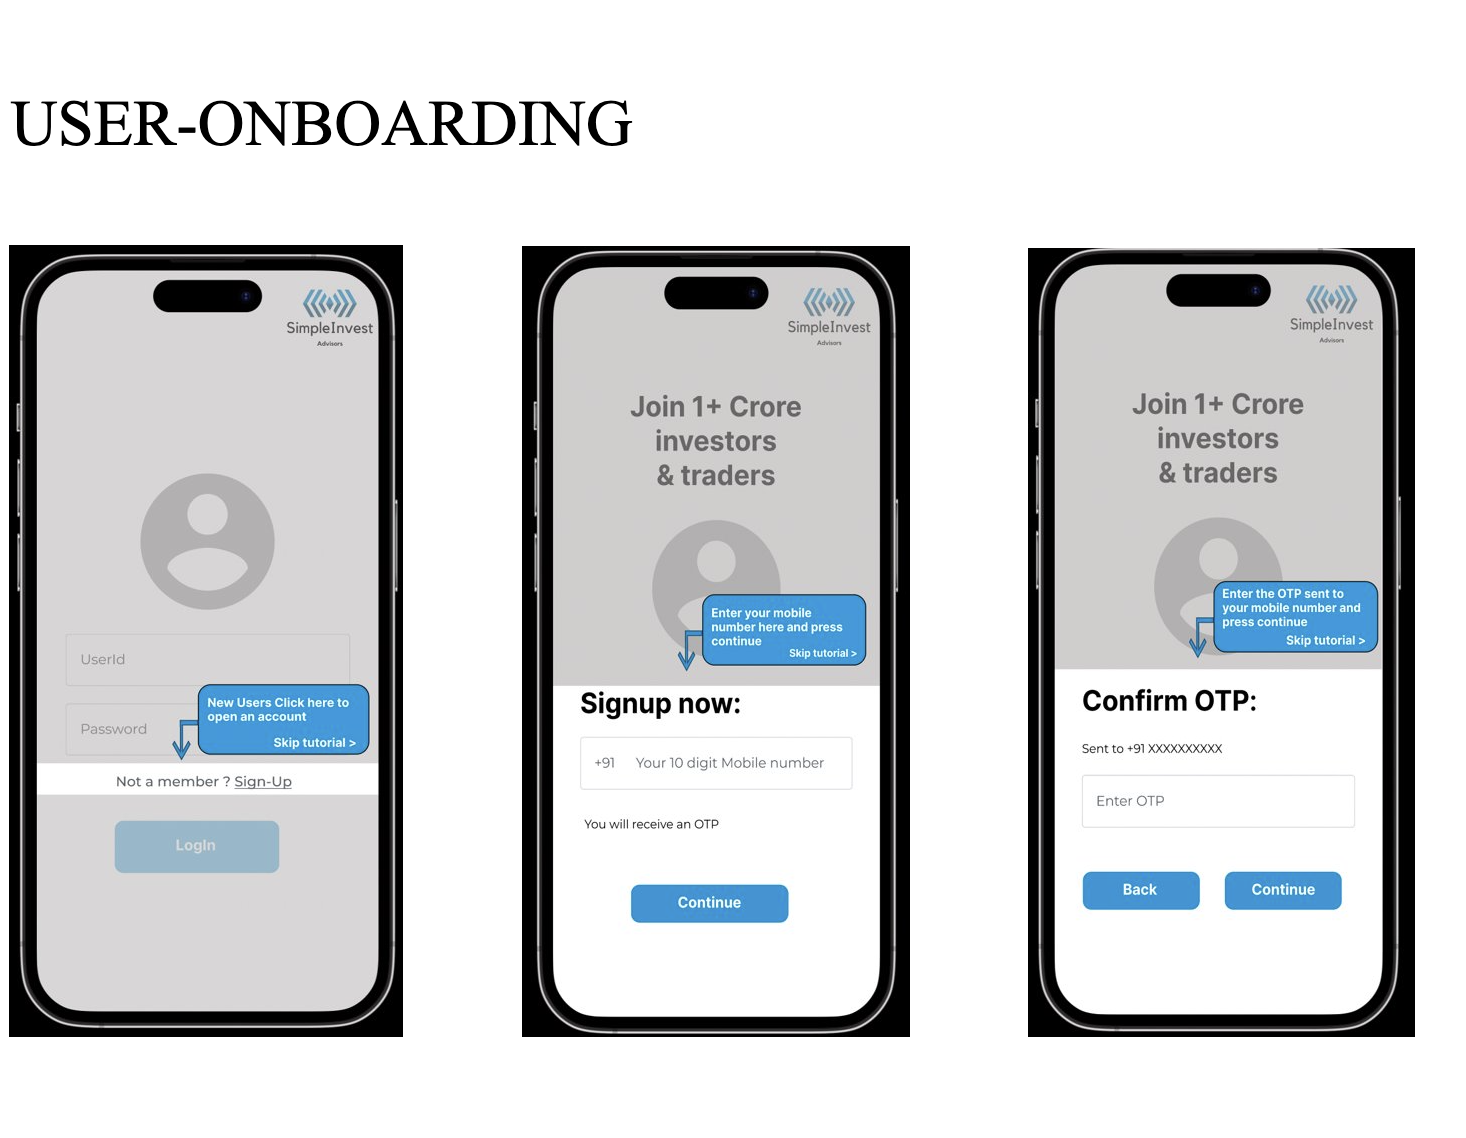 USER-ONBOARDING
SimpleInvest
Advisors
UserId
New Users Click here to
open an account
Skip tutorial >
Password
Not a member ? Sign-Up
LogIn
SimpleInvest
Advisors
Join 1+ Crore
investors
& traders
Enter your mobile
number here and press
continue
Skip tutorial >
Signup now:
+91 Your 10 digit Mobile number
You will receive an OTP
Continue
SimpleInvest
Advisors
Join 1+ Crore
investors
& traders
Enter the OTP sent to
your mobile number and
press continue
Skip tutorial >
Confirm OTP:
Sent to +91 XXXXXXXXXX
Enter OTP
Back Continue